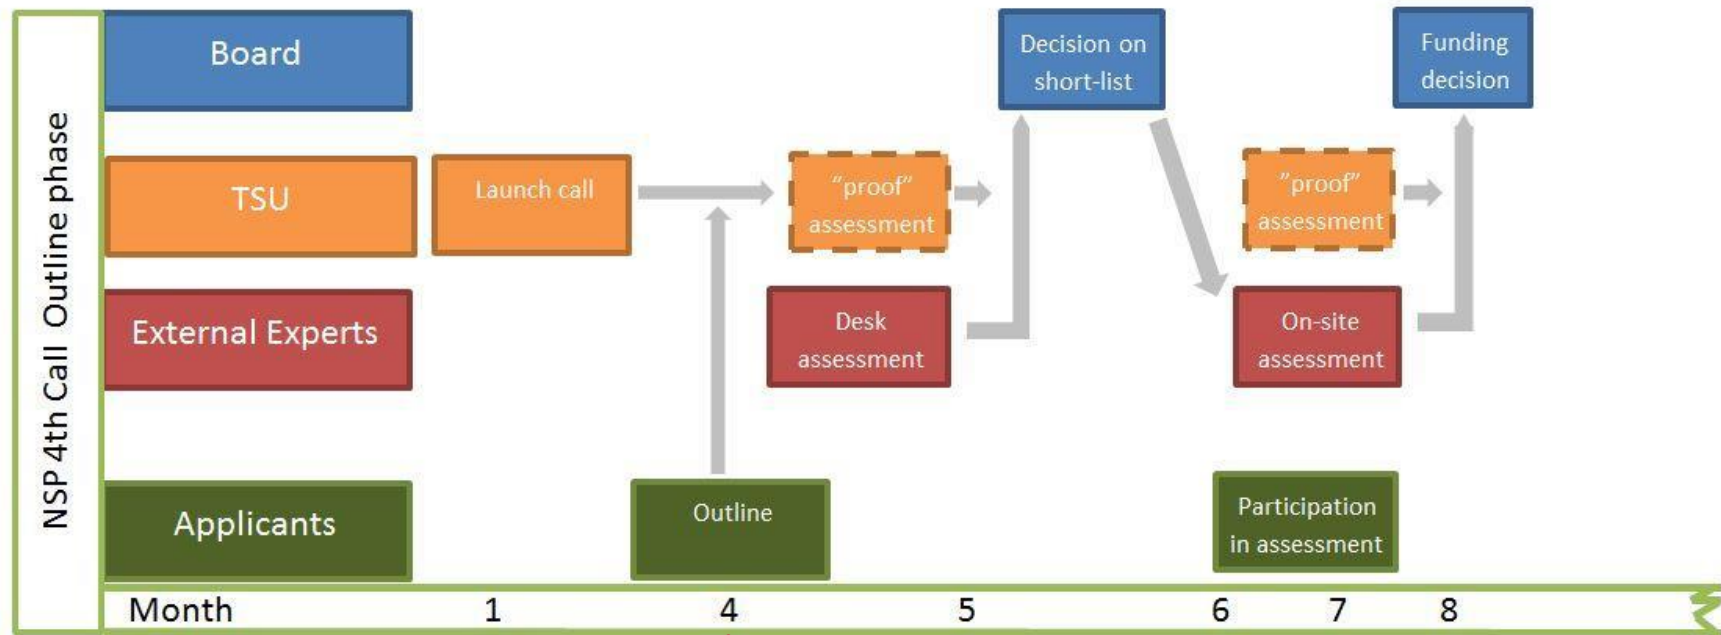 NSP 4th Call Outline phase
Board
Decision on
short-list
Funding
decision
TSU
Launch call
“proof”
assessment
”proof”
assessment
External Experts
Desk
assessment
On-site
assessment
Applicants
Outline
Participation
in assessment
Month 1 4 5 6 7 8